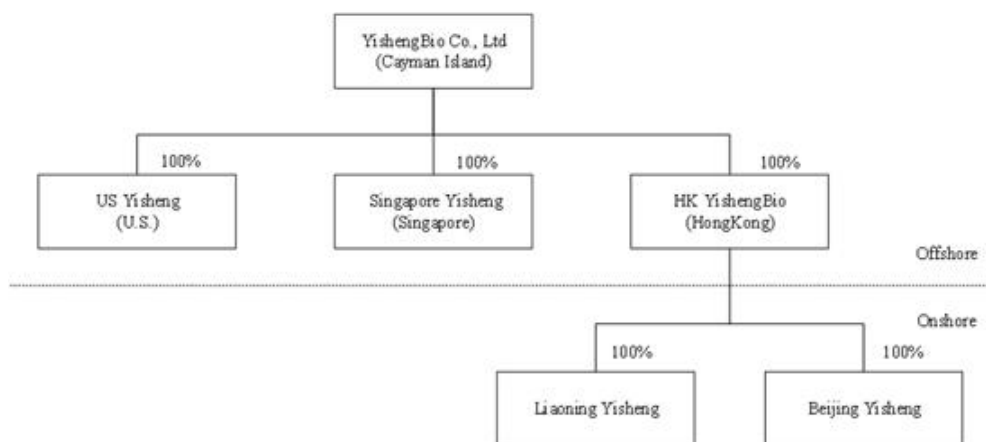 YishengBio Co., Ltd
(Cayman Island)
100%
100%
100%
US Yisheng
(U.S.)
Singapore Yisheng
(Singapore)
HK YishengBio
(HongKong)
Offshore
Onshore
100%
100%
Liaoning Yisheng
Beijing Yisheng